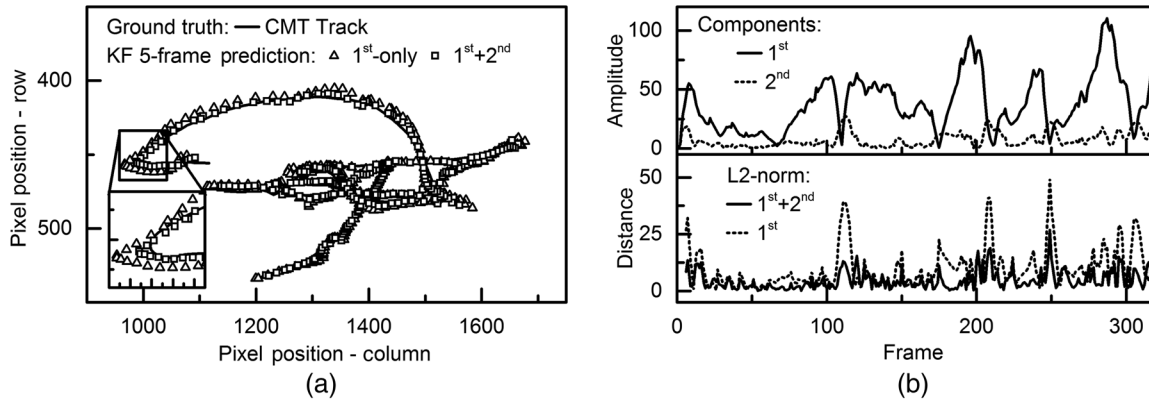 Ground truth: — CMT Track
KF 5-frame prediction: △ 1st-only □ 1st+2nd
400
500
Pixel position - row
1000 1200 1400 1600
Pixel position - column
(a)
Components:
1st
2nd
100
50
0
Amplitude
L2-norm:
1st+2nd
1st
50
25
0
Distance
0 100 200 300
Frame
(b)